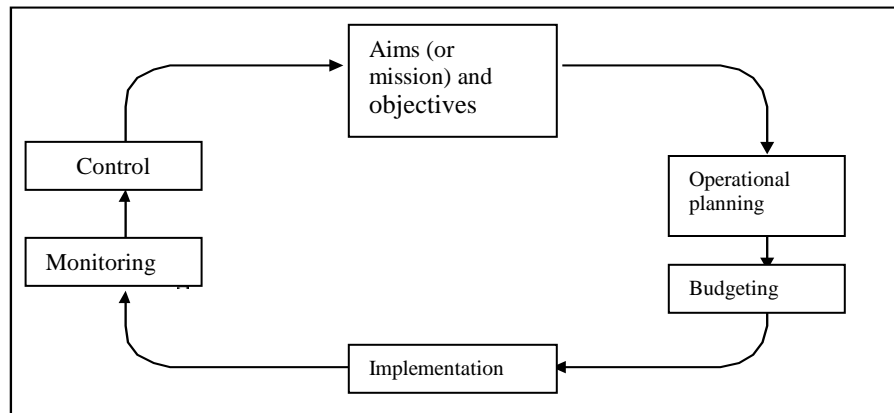 Aims (or
mission) and
objectives
Operational
planning
Budgeting
Implementation
Monitoring
Control